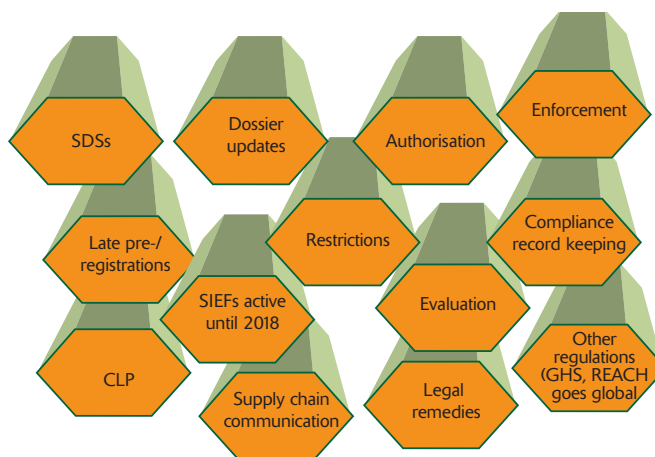 SDSs
Dossier
updates
Authorisation
Enforcement
Late pre-/
registrations
Restrictions
Compliance
record keeping
SIEFs active
until 2018
Evaluation
CLP
Supply chain
communication
Legal
remedies
Other
regulations
(GHS, REACH
goes global